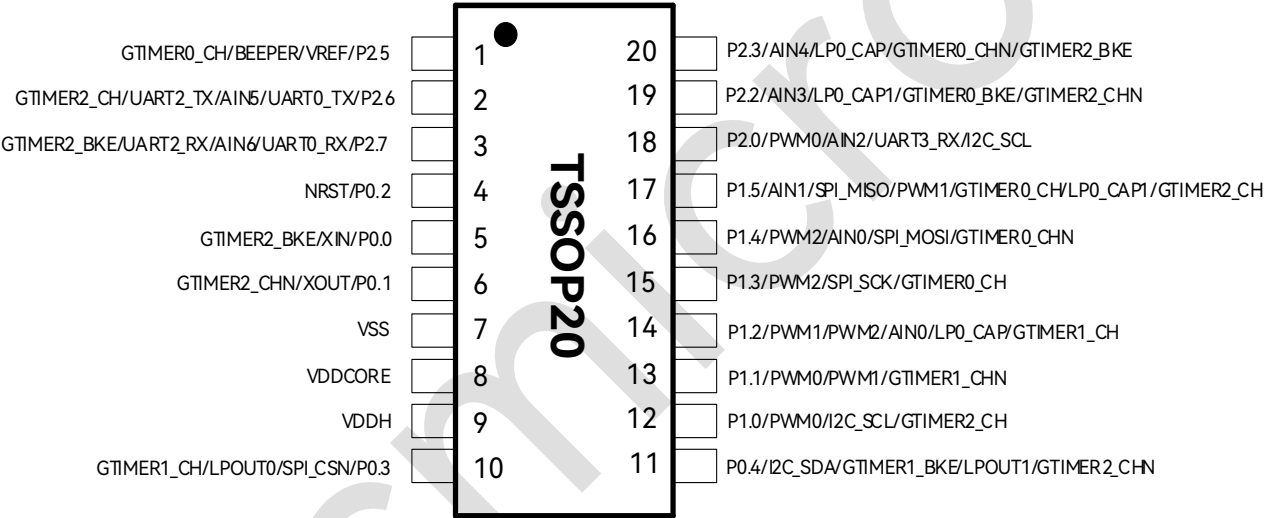 GTIMER0_CH/BEEPER/VREF/P2.5 1 20 P2.3/AIN4/LP0_CAP/GTIMER0_CHN/GTIMER2_BKE
GTIMER2_CH/UART2_TX/AIN5/UART0_TX/P2.6 2 19 P2.2/AIN3/LP0_CAP1/GTIMER0_BKE/GTIMER2_CHN
GTIMER2_BKE/UART2_RX/AIN6/UART0_RX/P2.7 3 18 P2.0/PWM0/AIN2/UART3_RX/I2C_SCL
NRST/P0.2 4 17 P1.5/AIN1/SPI_MISO/PWM1/GTIMER0_CH/LP0_CAP1/GTIMER2_CH
GTIMER2_BKE/XIN/P0.0 5 16 P1.4/PWM2/AIN0/SPI_MOSI/GTIMER0_CHN
GTIMER2_CHN/XOUT/P0.1 6 15 P1.3/PWM2/SPI_SCK/GTIMER0_CH
VSS 7 14 P1.2/PWM1/PWM2/AIN0/LP0_CAP/GTIMER1_CH
VDDCORE 8 13 P1.1/PWM0/PWM1/GTIMER1_CHN
VDDH 9 12 P1.0/PWM0/I2C_SCL/GTIMER2_CH
GTIMER1_CH/LPOUT0/SPI_CSN/P0.3 10 11 P0.4/I2C_SDA/GTIMER1_BKE/LPOUT1/GTIMER2_CHN
TSSOP20
micro